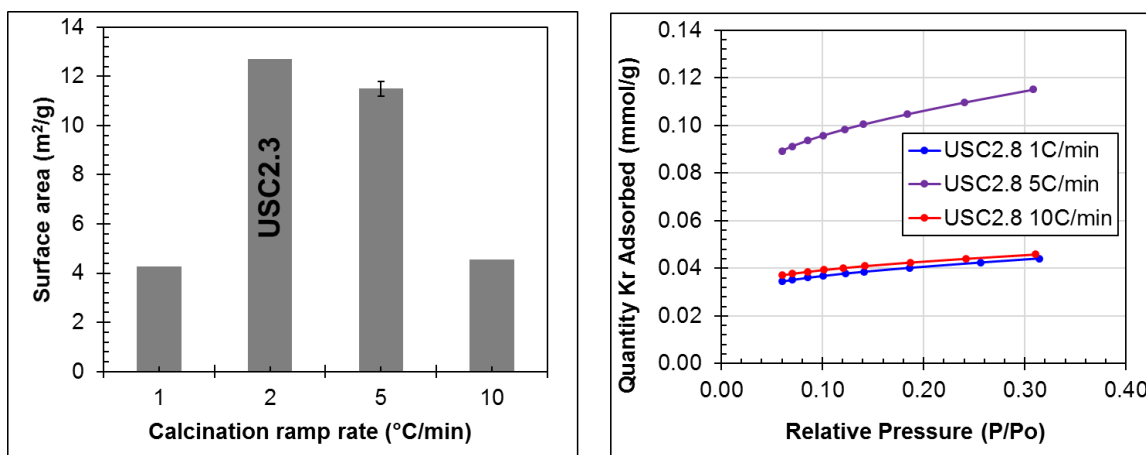 14
12
10
8
6
4
2
0
Surface area (m²/g)
USC2.3
1 2 5 10
Calcination ramp rate (°C/min)
0.14
0.12
0.10
0.08
0.06
0.04
0.02
0.00
Quantity Kr Adsorbed (mmol/g)
USC2.8 1C/min
USC2.8 5C/min
USC2.8 10C/min
0.00 0.10 0.20 0.30 0.40
Relative Pressure (P/Po)